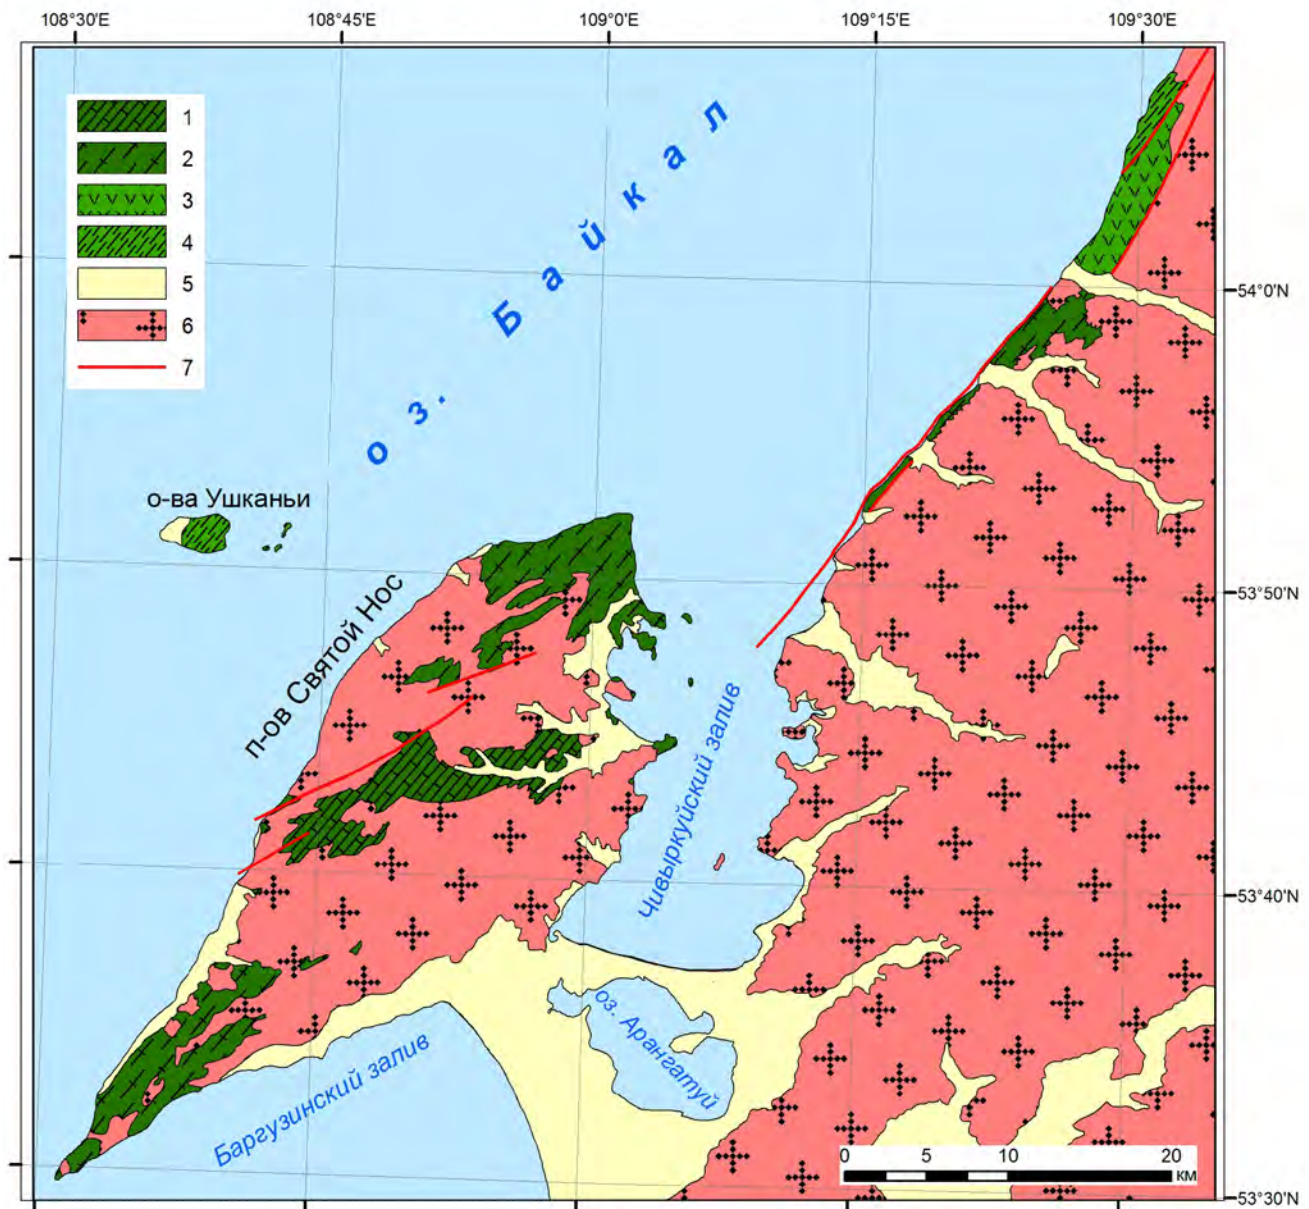 108°30'E 108°45'E 109°0'E 109°15'E 109°30'E
1
2
3
4
5
6
7
оз. Байкал
54°0'N
о-ва Ушканьи
п-ов Святой Нос
53°50'N
Чивыркуйский залив
53°40'N
оз. Арангатуй
Баргузинский залив
0 5 10 20
км
53°30'N